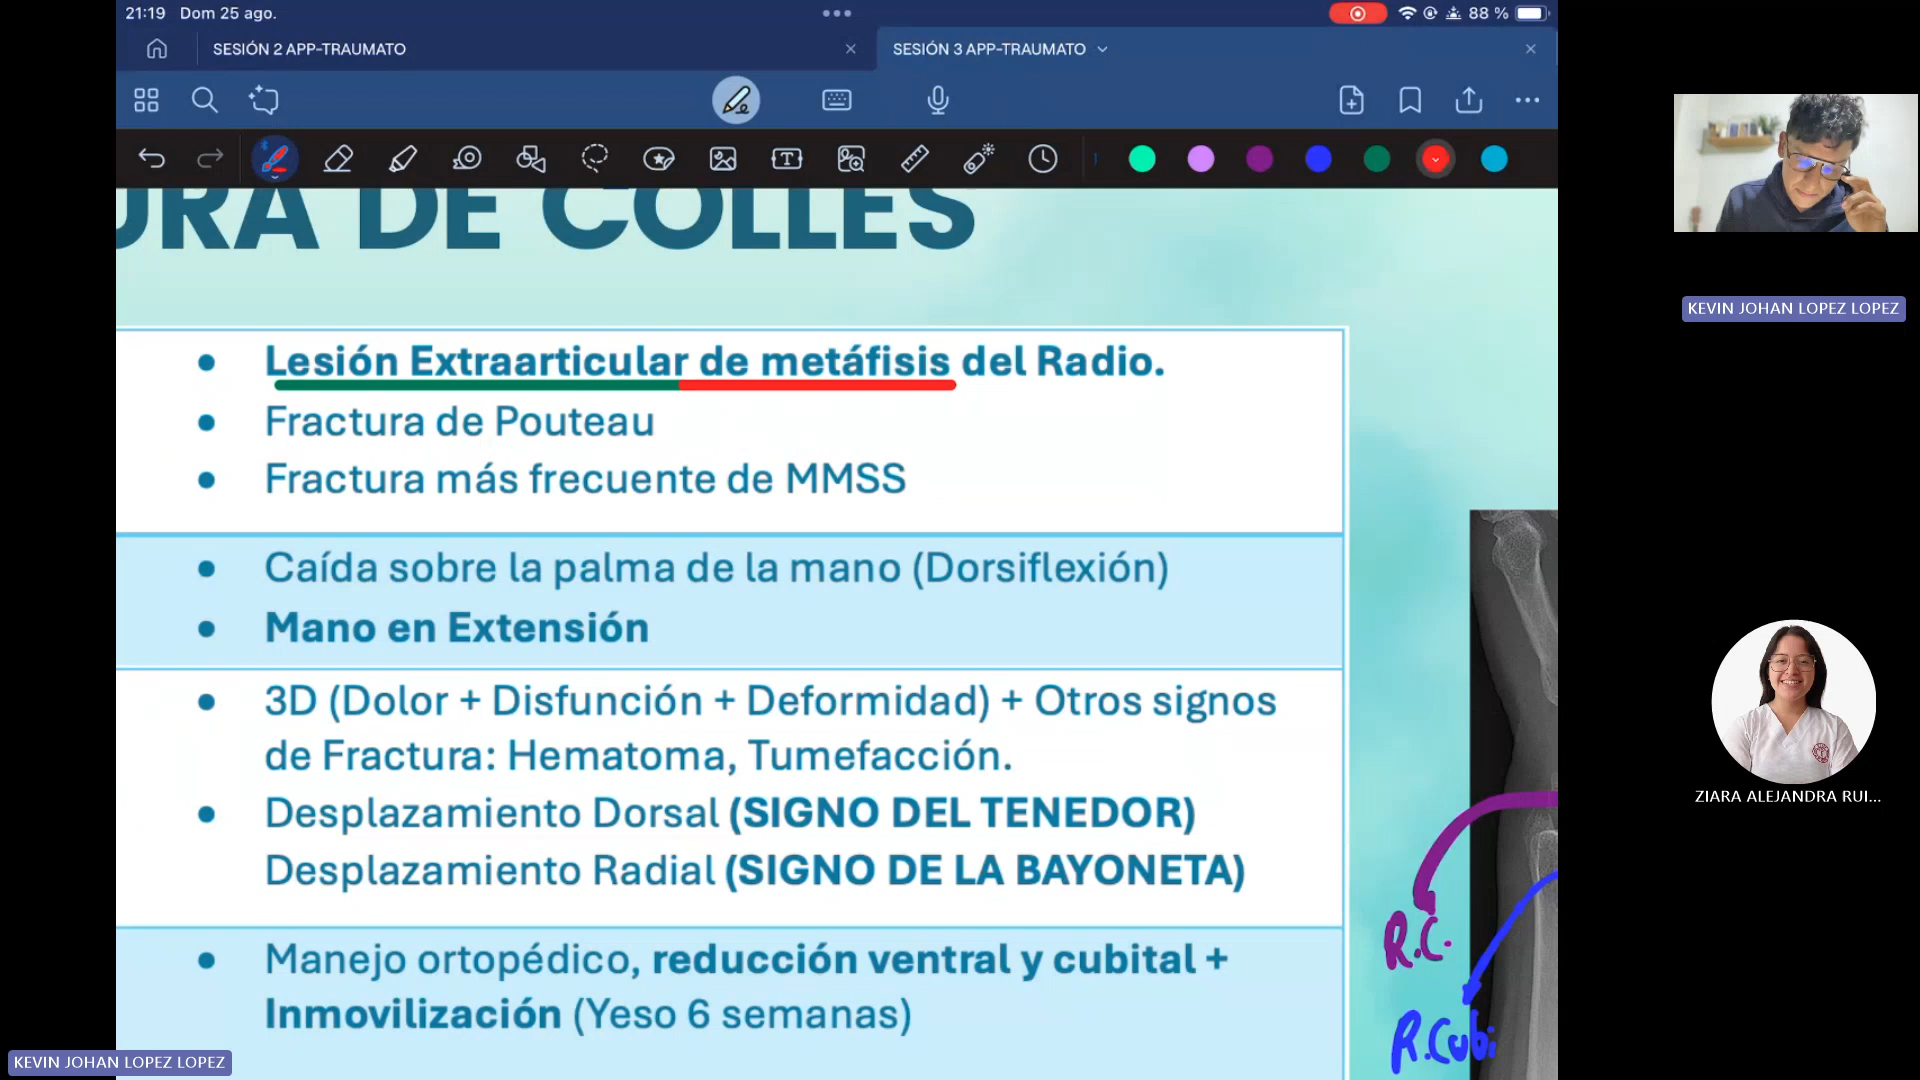 21:19 Dom 25 ago.
88 %
SESIÓN 2 APP-TRAUMATO
SESIÓN 3 APP-TRAUMATO
URA DE COLLES
• Lesión Extraarticular de metáfisis del Radio.
• Fractura de Pouteau
• Fractura más frecuente de MMSS
• Caída sobre la palma de la mano (Dorsiflexión)
• Mano en Extensión
• 3D (Dolor + Disfunción + Deformidad) + Otros signos
de Fractura: Hematoma, Tumefacción.
• Desplazamiento Dorsal (SIGNO DEL TENEDOR)
Desplazamiento Radial (SIGNO DE LA BAYONETA)
• Manejo ortopédico, reducción ventral y cubital +
Inmovilización (Yeso 6 semanas)
R.C.
R.Cubi
KEVIN JOHAN LOPEZ LOPEZ
ZIARA ALEJANDRA RUI...
KEVIN JOHAN LOPEZ LOPEZ